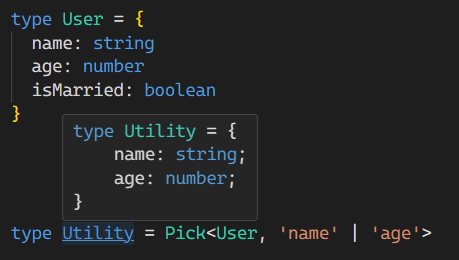 type User = {
  name: string
  age: number
  isMarried: boolean
}
type Utility = {
    name: string;
    age: number;
}
type Utility = Pick<User, 'name' | 'age'>